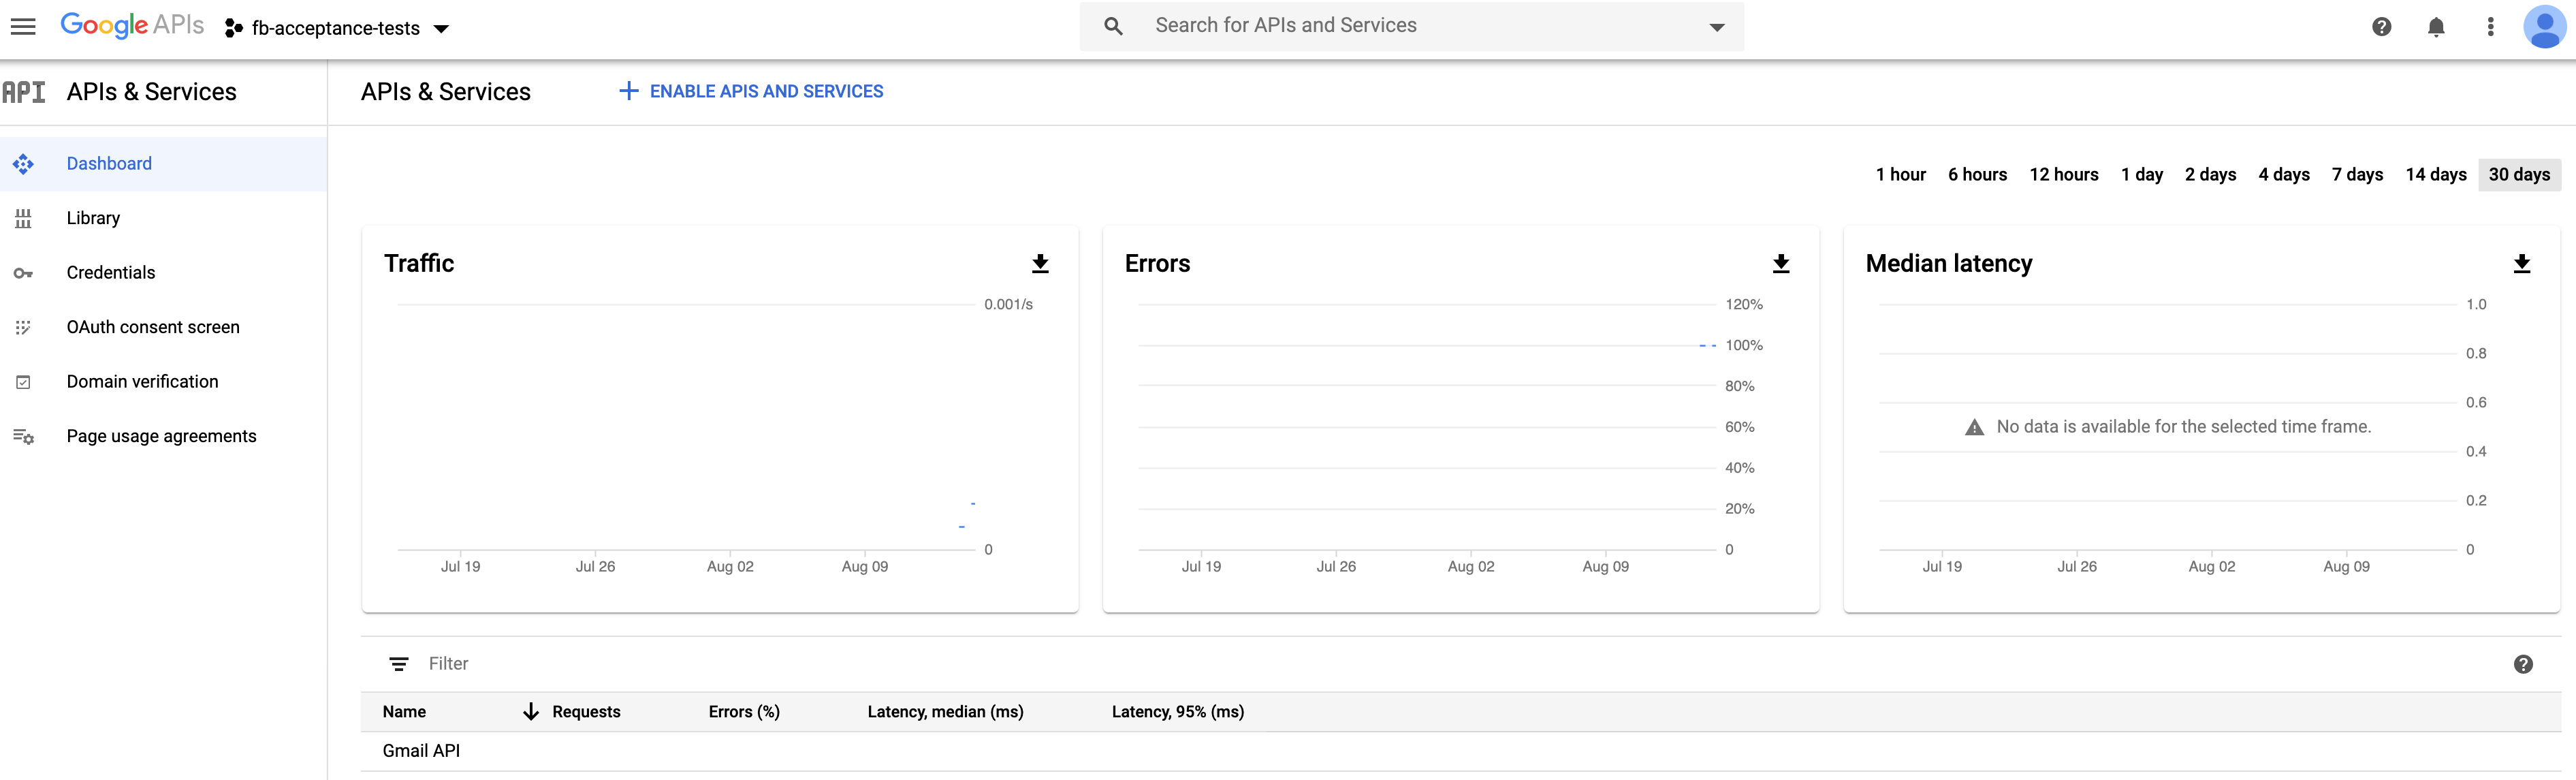 Google APIs
fb-acceptance-tests
Search for APIs and Services
API
APIs & Services
Dashboard
Library
Credentials
OAuth consent screen
Domain verification
Page usage agreements
APIs & Services
ENABLE APIS AND SERVICES
1 hour 6 hours 12 hours 1 day 2 days 4 days 7 days 14 days 30 days
Traffic
0.001/s
0
Jul 19 Jul 26 Aug 02 Aug 09
Errors
120%
100%
80%
60%
40%
20%
0
Jul 19 Jul 26 Aug 02 Aug 09
Median latency
1.0
0.8
0.6
No data is available for the selected time frame.
0.4
0.2
0
Jul 19 Jul 26 Aug 02 Aug 09
Filter
Name Requests Errors (%) Latency, median (ms) Latency, 95% (ms)
Gmail API